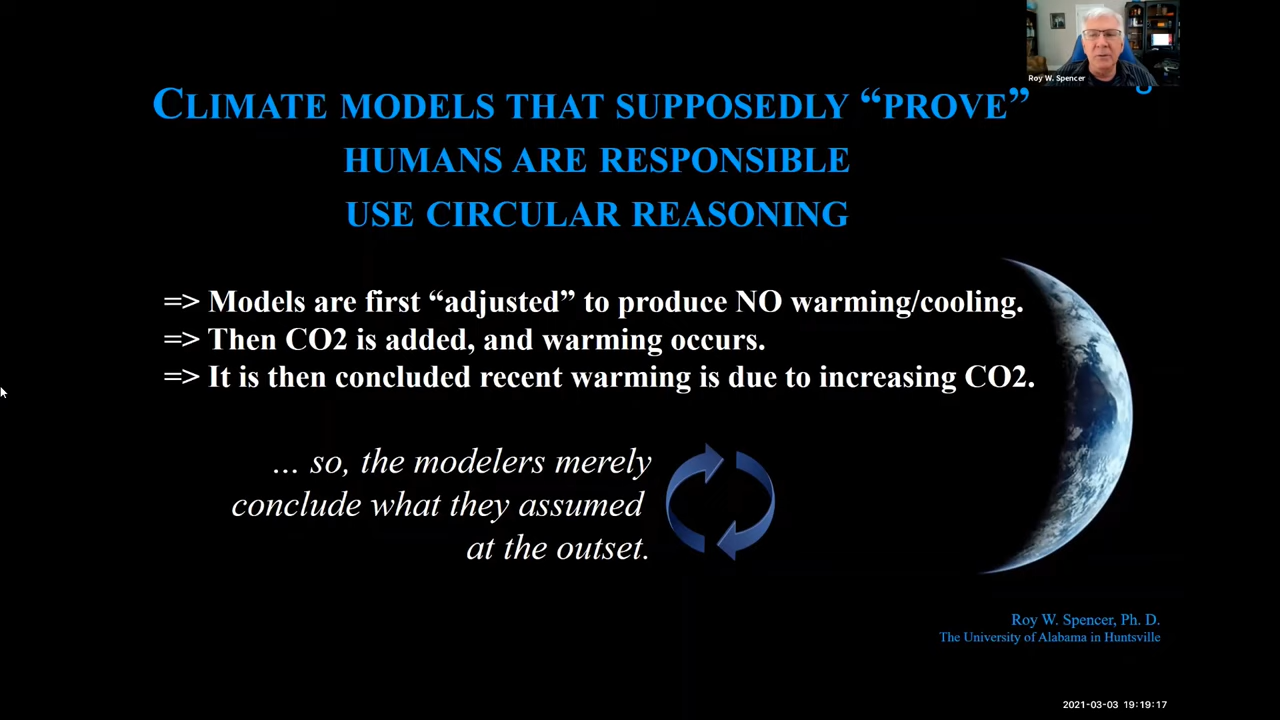 Roy W. Spencer
CLIMATE MODELS THAT SUPPOSEDLY “PROVE”
HUMANS ARE RESPONSIBLE
USE CIRCULAR REASONING
=> Models are first “adjusted” to produce NO warming/cooling.
=> Then CO2 is added, and warming occurs.
=> It is then concluded recent warming is due to increasing CO2.
... so, the modelers merely
conclude what they assumed
at the outset.
Roy W. Spencer, Ph. D.
The University of Alabama in Huntsville
2021-03-03 19:19:17